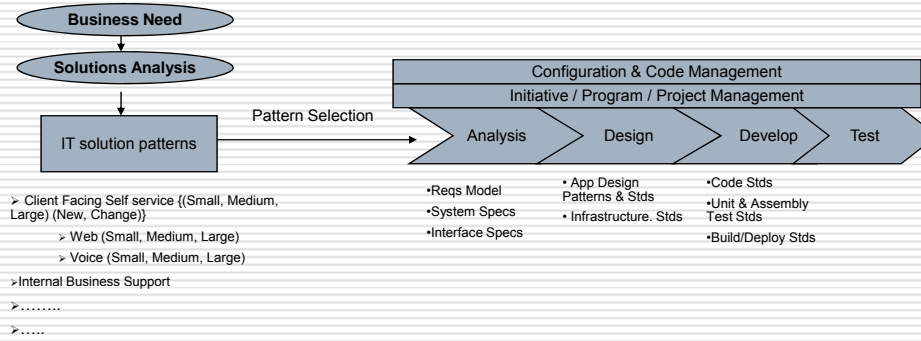 Business Need
Solutions Analysis
IT solution patterns
Pattern Selection
Configuration & Code Management
Initiative / Program / Project Management
Analysis
Design
Develop
Test
➢ Client Facing Self service {(Small, Medium,
Large) (New, Change)}
➢ Web (Small, Medium, Large)
➢ Voice (Small, Medium, Large)
➢Internal Business Support
➢……..
➢…..
•Reqs Model
•System Specs
•Interface Specs
• App Design
Patterns & Stds
• Infrastructure. Stds
•Code Stds
•Unit & Assembly
Test Stds
•Build/Deploy Stds